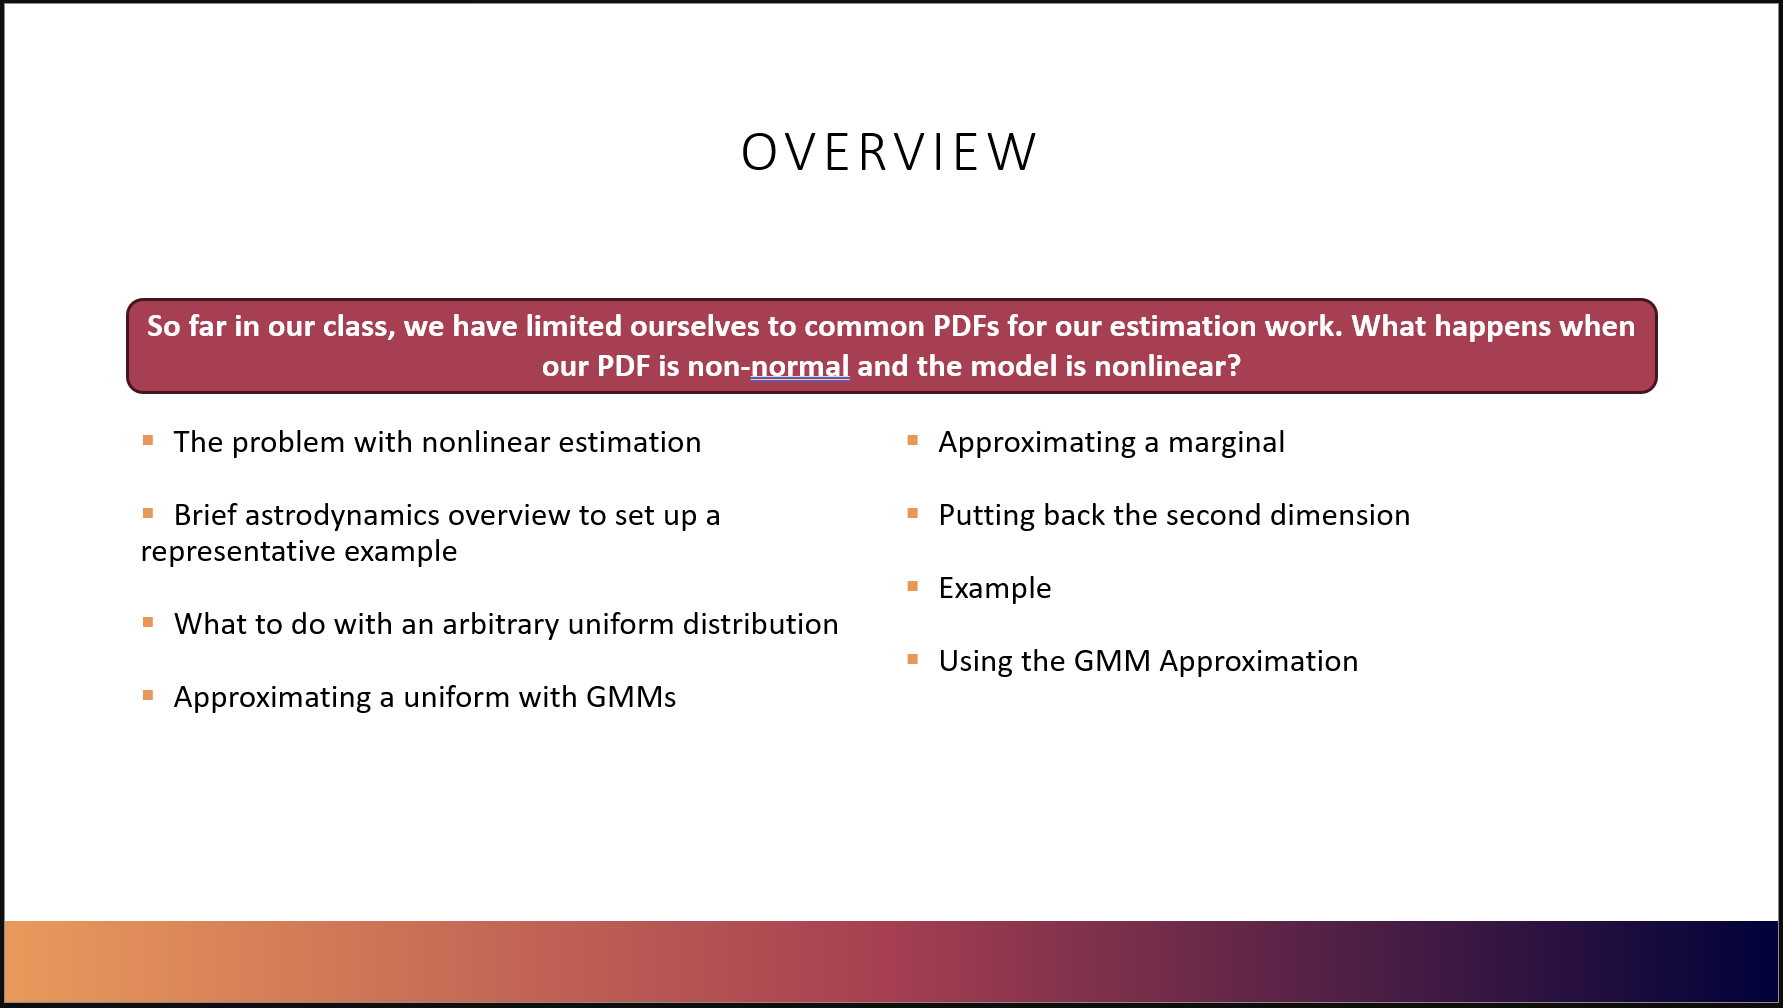 OVERVIEW
So far in our class, we have limited ourselves to common PDFs for our estimation work. What happens when
our PDF is non-normal and the model is nonlinear?
The problem with nonlinear estimation
Brief astrodynamics overview to set up a
representative example
What to do with an arbitrary uniform distribution
Approximating a uniform with GMMs
Approximating a marginal
Putting back the second dimension
Example
Using the GMM Approximation